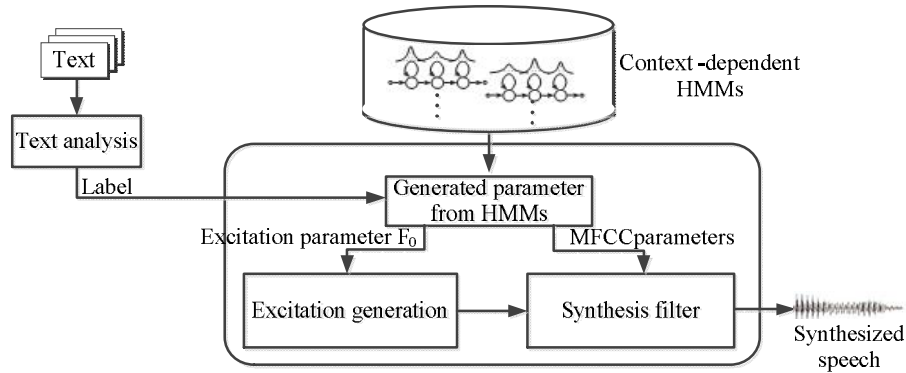 Text
Context -dependent
HMMs
Text analysis
Label
Generated parameter
from HMMs
Excitation parameter F₀
MFCCparameters
Excitation generation
Synthesis filter
Synthesized
speech